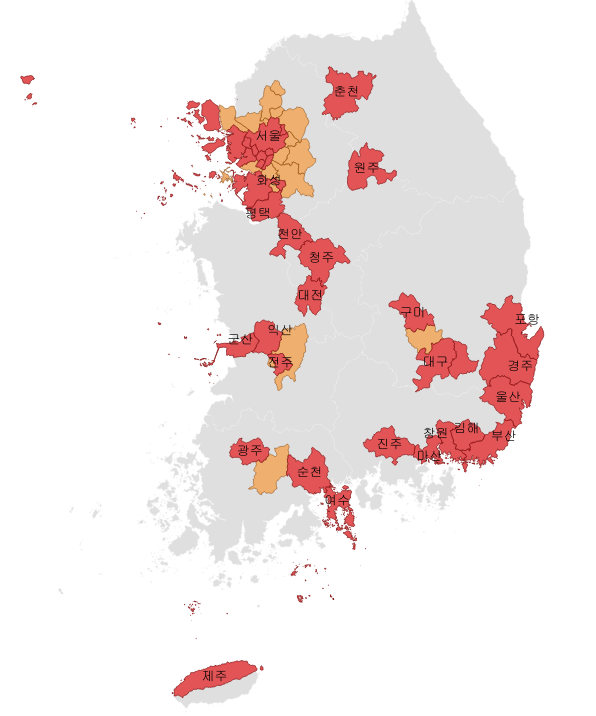 춘천
서울
원주
화성
평택
천안
청주
대전
구미
포항
익산
군산
전주
대구
경주
울산
김해
창원
부산
진주
마산
광주
순천
여수
제주